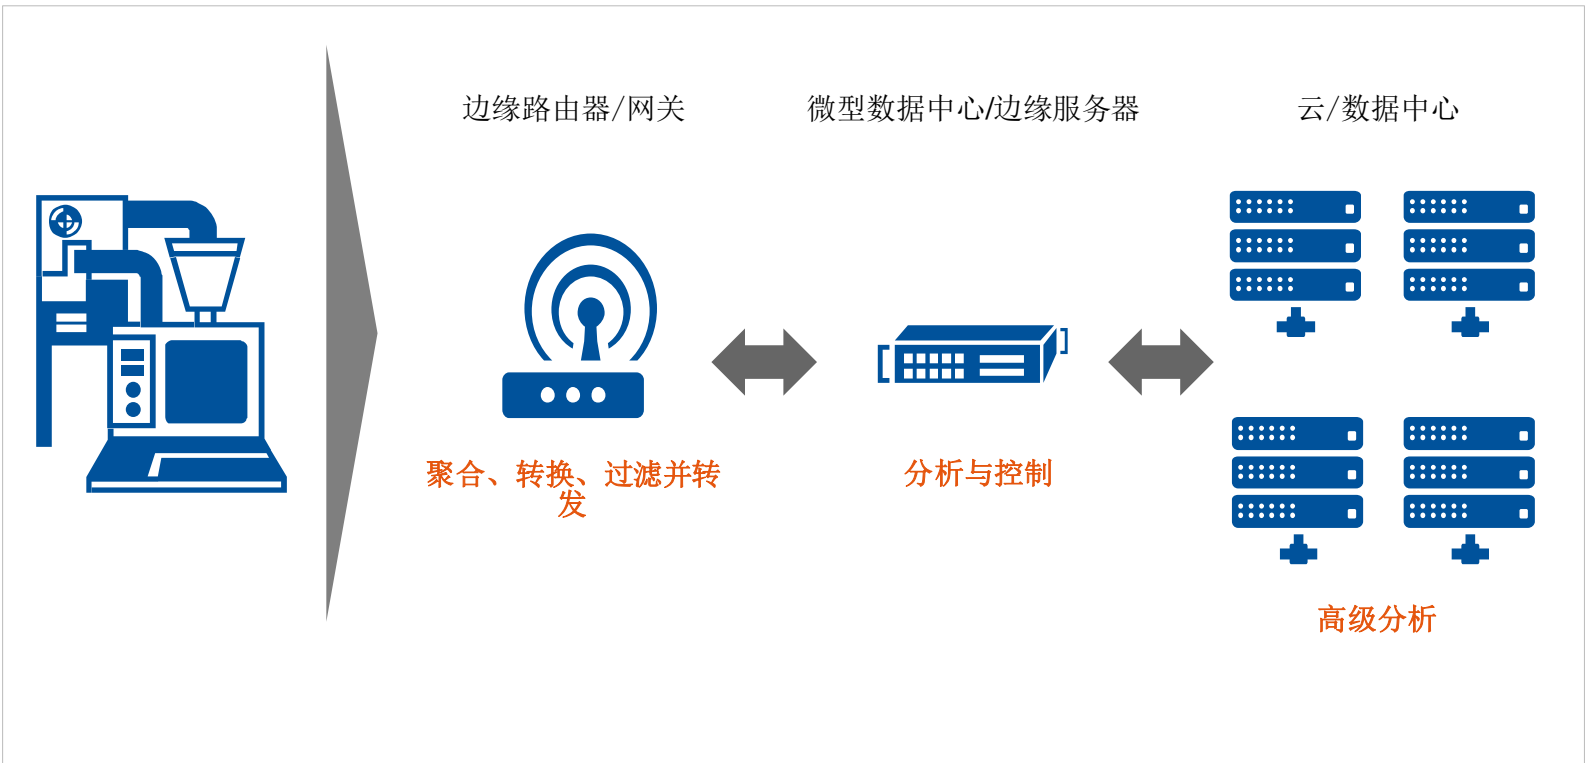 边缘路由器/网关
微型数据中心/边缘服务器
云/数据中心
聚合、转换、过滤并转
发
分析与控制
高级分析